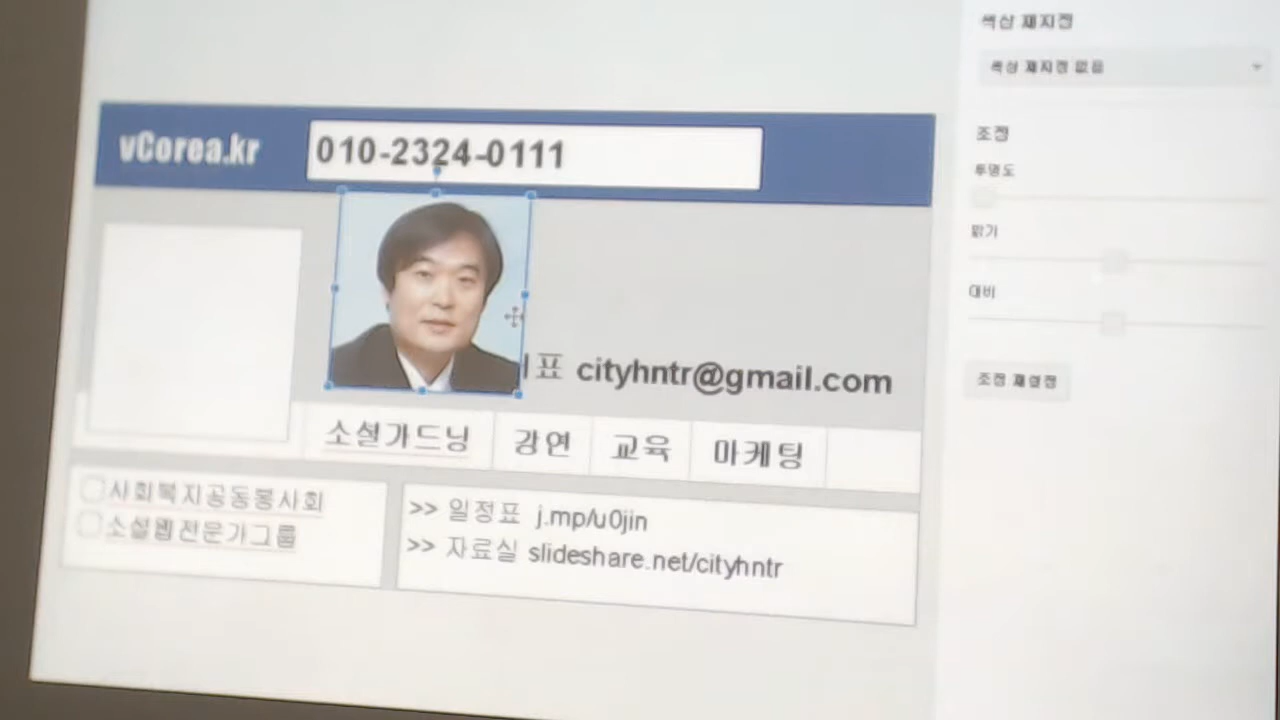 색상 재지정
색상 재지정 없음
조정
투명도
밝기
대비
조정 재설정
vCorea.kr
010-2324-0111
표 cityhntr@gmail.com
소셜가드닝
강연
교육
마케팅
사회복지공동봉사회
소셜웹전문가그룹
>> 일정표 j.mp/u0jin
>> 자료실 slideshare.net/cityhntr